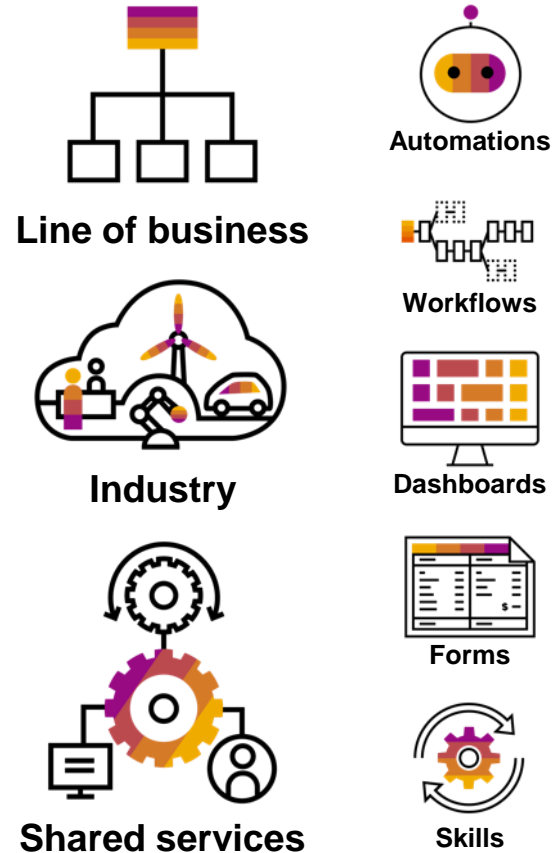 Line of business
Industry
Shared services
Automations
Workflows
Dashboards
$
Forms
Skills